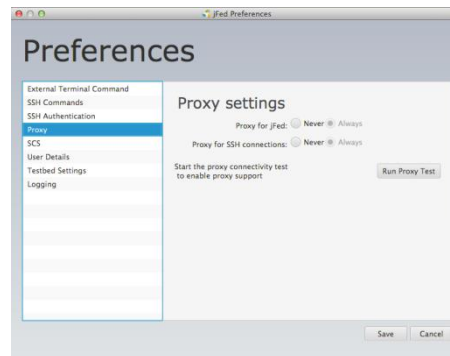 jFed Preferences
Preferences
External Terminal Command
SSH Commands
SSH Authentication
Proxy
SCS
User Details
Testbed Settings
Logging
Proxy settings
Proxy for jFed: Never Always
Proxy for SSH connections: Never Always
Start the proxy connectivity test
to enable proxy support
Run Proxy Test
Save Cancel